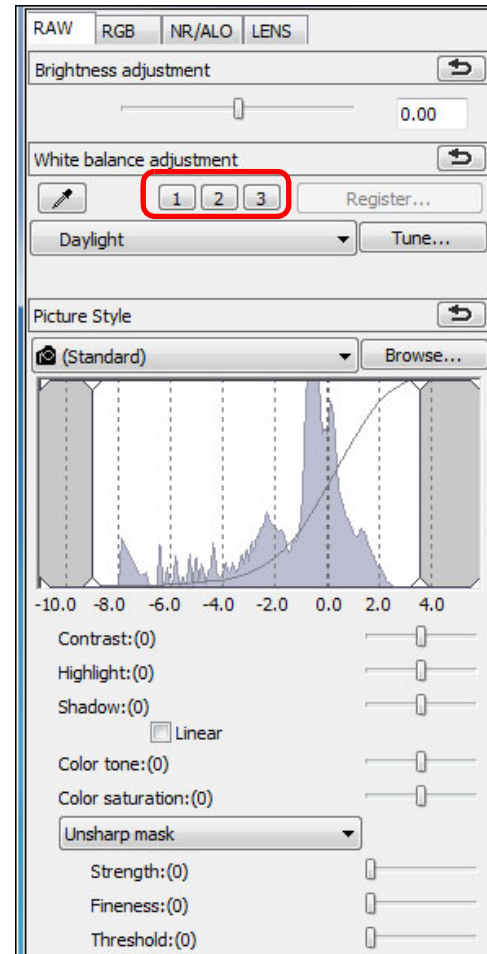 RAW RGB NR/ALO LENS
Brightness adjustment
0.00
White balance adjustment
1 2 3 Register...
Daylight Tune...
Picture Style
(Standard) Browse...
-10.0 -8.0 -6.0 -4.0 -2.0 0.0 2.0 4.0
Contrast:(0)
Highlight:(0)
Shadow:(0)
Linear
Color tone:(0)
Color saturation:(0)
Unsharp mask
Strength:(0)
Fineness:(0)
Threshold:(0)